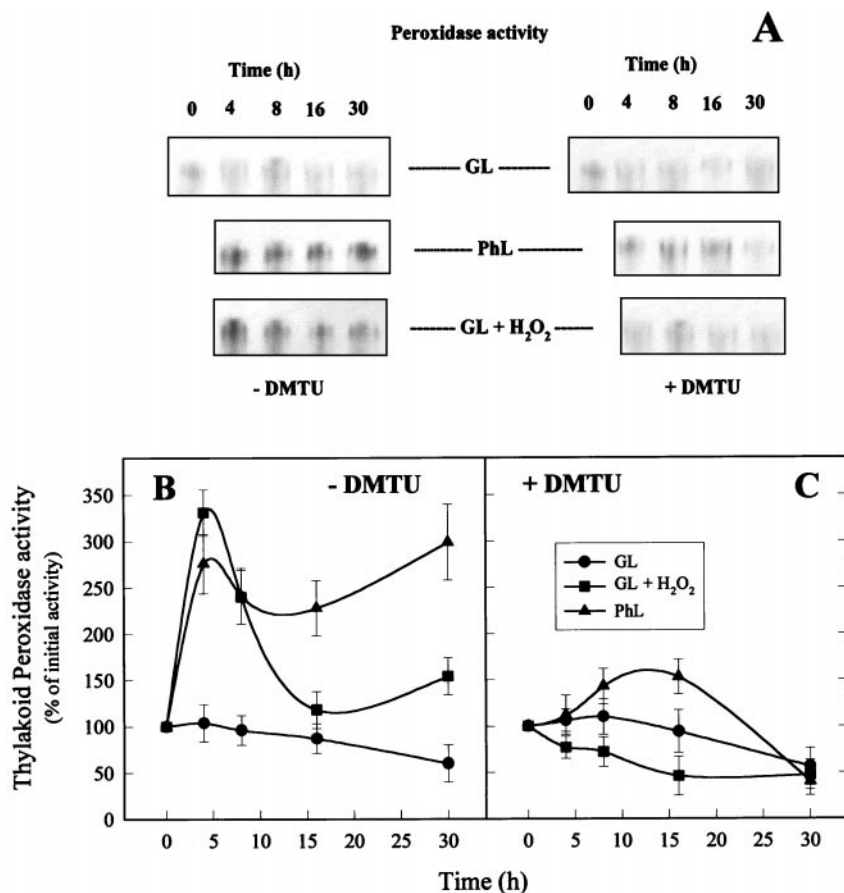 Peroxidase activity
A
Time (h)
0 4 8 16 30
Time (h)
0 4 8 16 30
GL
PhL
GL + H₂O₂
- DMTU
+ DMTU
Thylakoid Peroxidase activity
(% of initial activity)
350
300
250
200
150
100
50
0
B
- DMTU
+ DMTU
C
GL
GL + H₂O₂
PhL
0 5 10 15 20 25 30
0 5 10 15 20 25 30
Time (h)